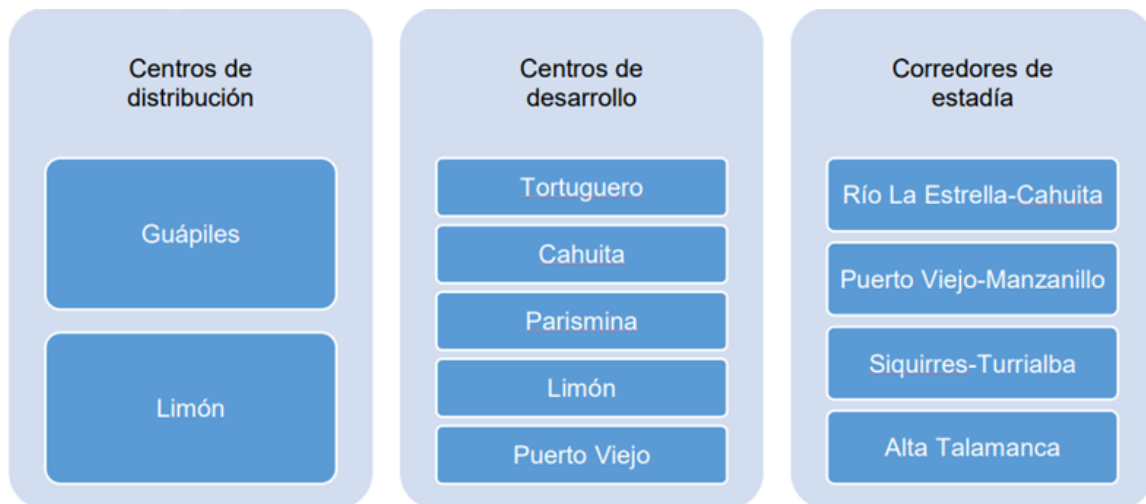 Centros de
distribución
Guápiles
Limón
Centros de
desarrollo
Tortuguero
Cahuita
Parismina
Limón
Puerto Viejo
Corredores de
estadía
Río La Estrella-Cahuita
Puerto Viejo-Manzanillo
Siquirres-Turrialba
Alta Talamanca